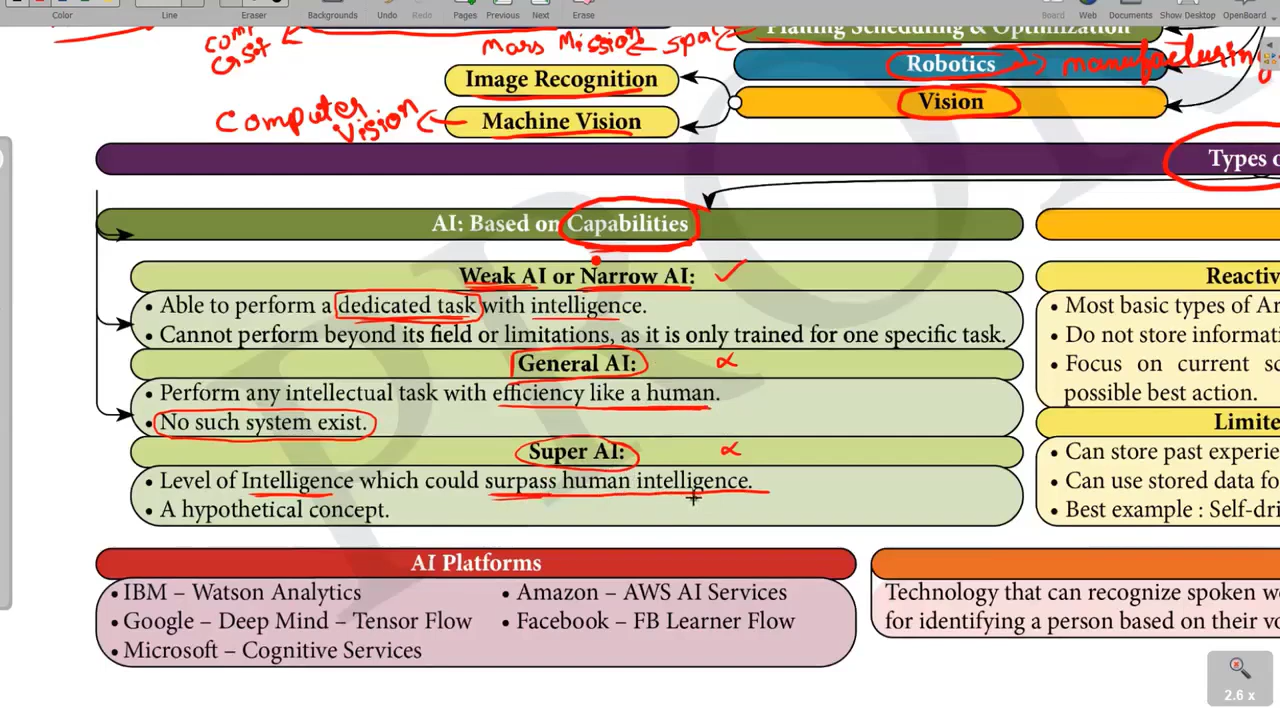 Color
Line
Eraser
Backgrounds
Undo
Redo
Pages
Previous
Next
Erase
Board
Web
Documents
Show Desktop
OpenBoard
Planing Scheduling & Optimization
Mars Mission
Robotics
manufacturing
Image Recognition
Vision
Computer Vision
Machine Vision
Types o
AI: Based on Capabilities
Weak AI or Narrow AI:
• Able to perform a dedicated task with intelligence.
• Cannot perform beyond its field or limitations, as it is only trained for one specific task.
General AI:
• Perform any intellectual task with efficiency like a human.
• No such system exist.
Super AI:
• Level of Intelligence which could surpass human intelligence.
• A hypothetical concept.
Reactiv
• Most basic types of Ar
• Do not store informati
• Focus on current sc
possible best action.
Limite
• Can store past experie
• Can use stored data fo
• Best example : Self-dri
AI Platforms
• IBM – Watson Analytics
• Google – Deep Mind – Tensor Flow
• Microsoft – Cognitive Services
• Amazon – AWS AI Services
• Facebook – FB Learner Flow
Technology that can recognize spoken w
for identifying a person based on their vo
2.6 x